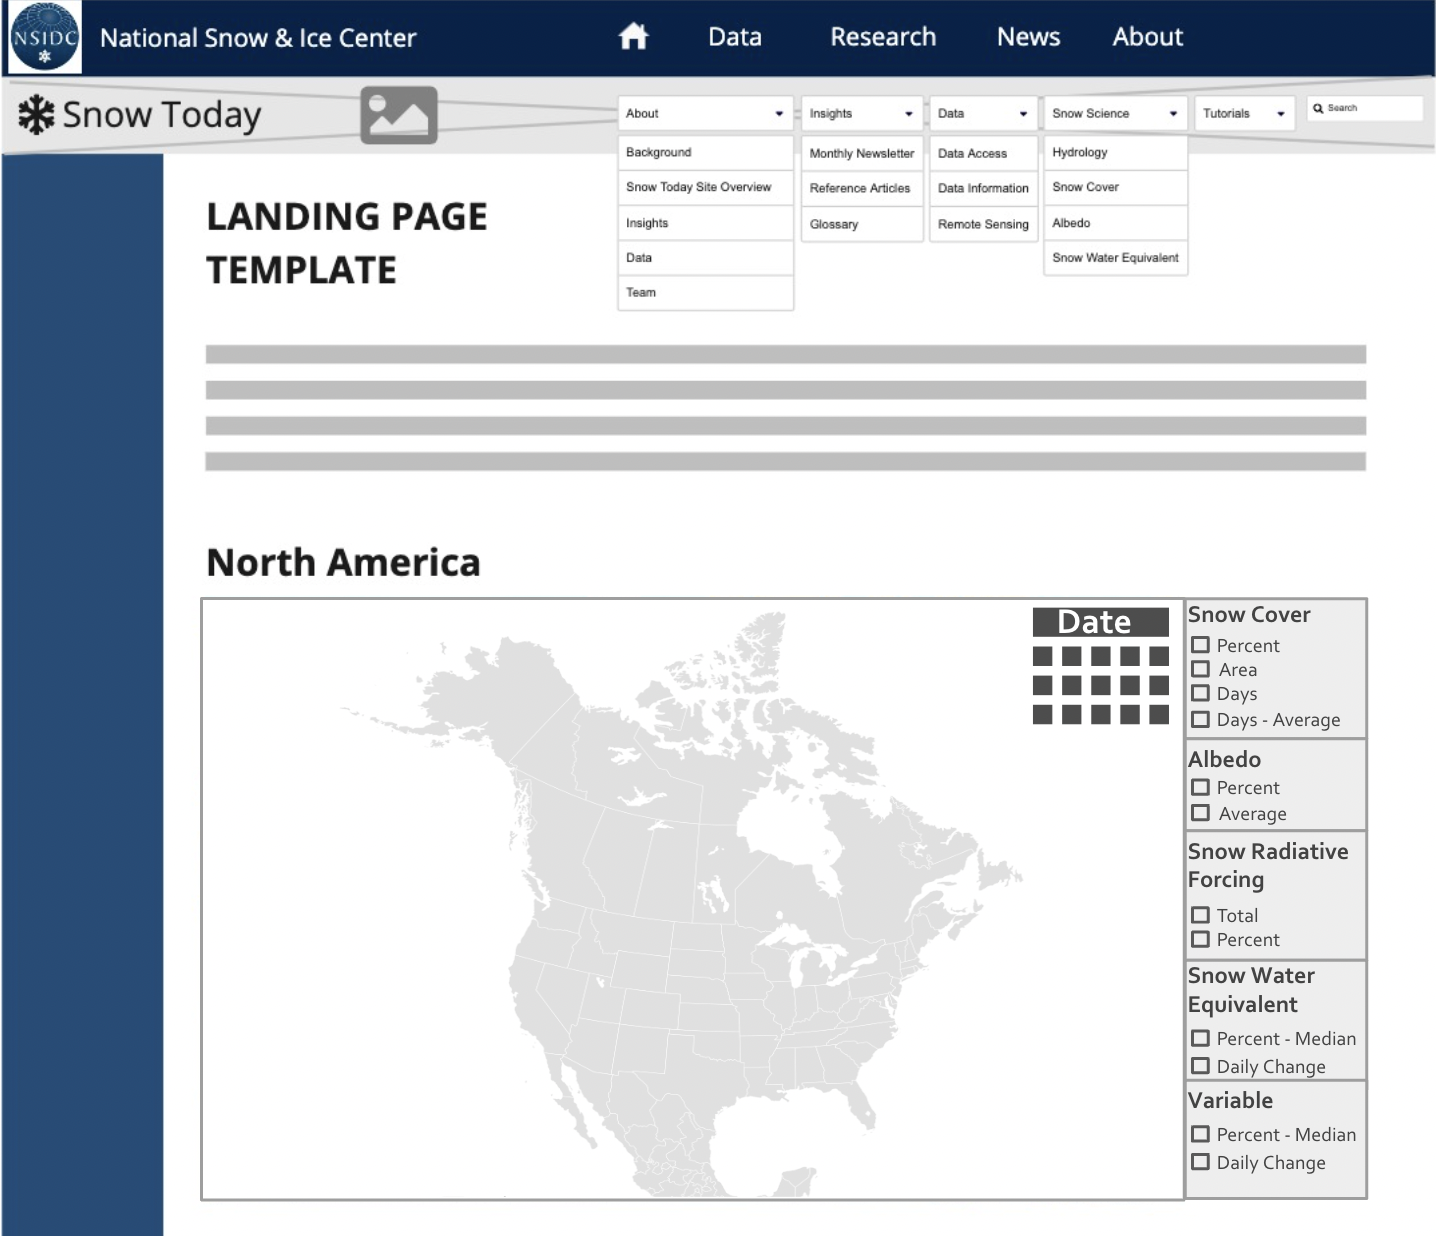 NSIDC
National Snow & Ice Center
Data
Research
News
About
Snow Today
About
Insights
Data
Snow Science
Tutorials
Search
Background
Snow Today Site Overview
Insights
Data
Team
Monthly Newsletter
Reference Articles
Glossary
Data Access
Data Information
Remote Sensing
Hydrology
Snow Cover
Albedo
Snow Water Equivalent
LANDING PAGE
TEMPLATE
North America
Date
Snow Cover
Percent
Area
Days
Days - Average
Albedo
Percent
Average
Snow Radiative
Forcing
Total
Percent
Snow Water
Equivalent
Percent - Median
Daily Change
Variable
Percent - Median
Daily Change